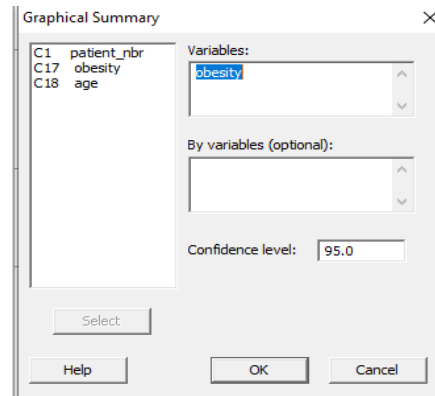 Graphical Summary
C1 patient_nbr
C17 obesity
C18 age
Variables:
obesity
By variables (optional):
Confidence level: 95.0
Select
Help OK Cancel